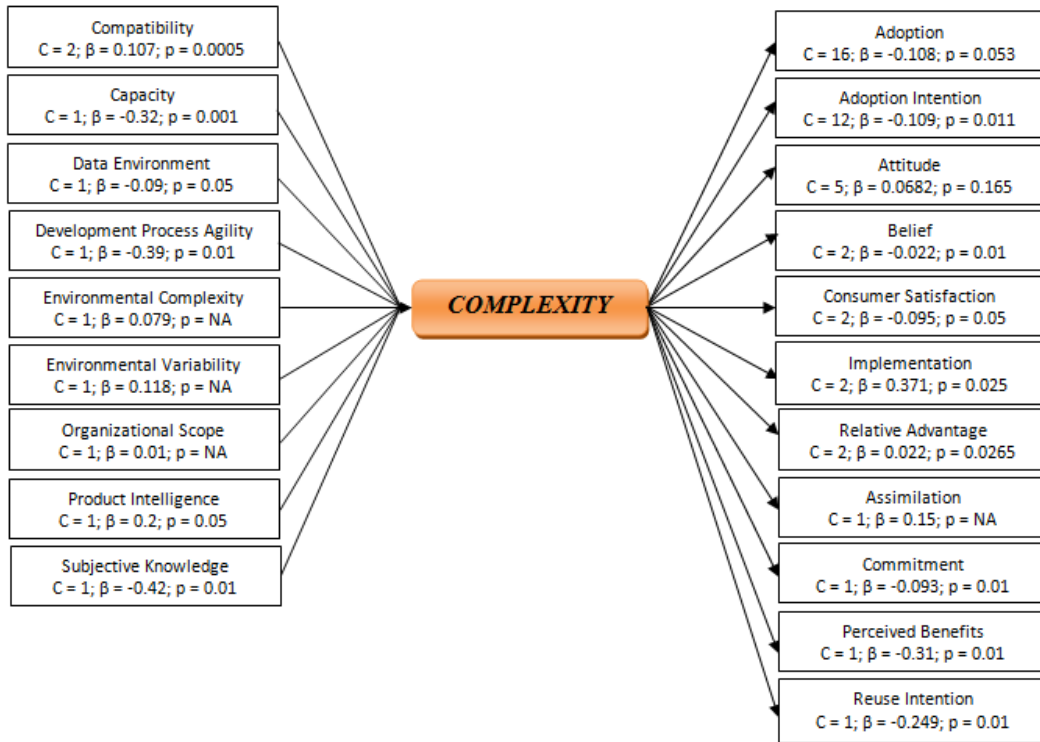 Compatibility
C = 2; β = 0.107; p = 0.0005
Capacity
C = 1; β = -0.32; p = 0.001
Data Environment
C = 1; β = -0.09; p = 0.05
Development Process Agility
C = 1; β = -0.39; p = 0.01
Environmental Complexity
C = 1; β = 0.079; p = NA
Environmental Variability
C = 1; β = 0.118; p = NA
Organizational Scope
C = 1; β = 0.01; p = NA
Product Intelligence
C = 1; β = 0.2; p = 0.05
Subjective Knowledge
C = 1; β = -0.42; p = 0.01
COMPLEXITY
Adoption
C = 16; β = -0.108; p = 0.053
Adoption Intention
C = 12; β = -0.109; p = 0.011
Attitude
C = 5; β = 0.0682; p = 0.165
Belief
C = 2; β = -0.022; p = 0.01
Consumer Satisfaction
C = 2; β = -0.095; p = 0.05
Implementation
C = 2; β = 0.371; p = 0.025
Relative Advantage
C = 2; β = 0.022; p = 0.0265
Assimilation
C = 1; β = 0.15; p = NA
Commitment
C = 1; β = -0.093; p = 0.01
Perceived Benefits
C = 1; β = -0.31; p = 0.01
Reuse Intention
C = 1; β = -0.249; p = 0.01